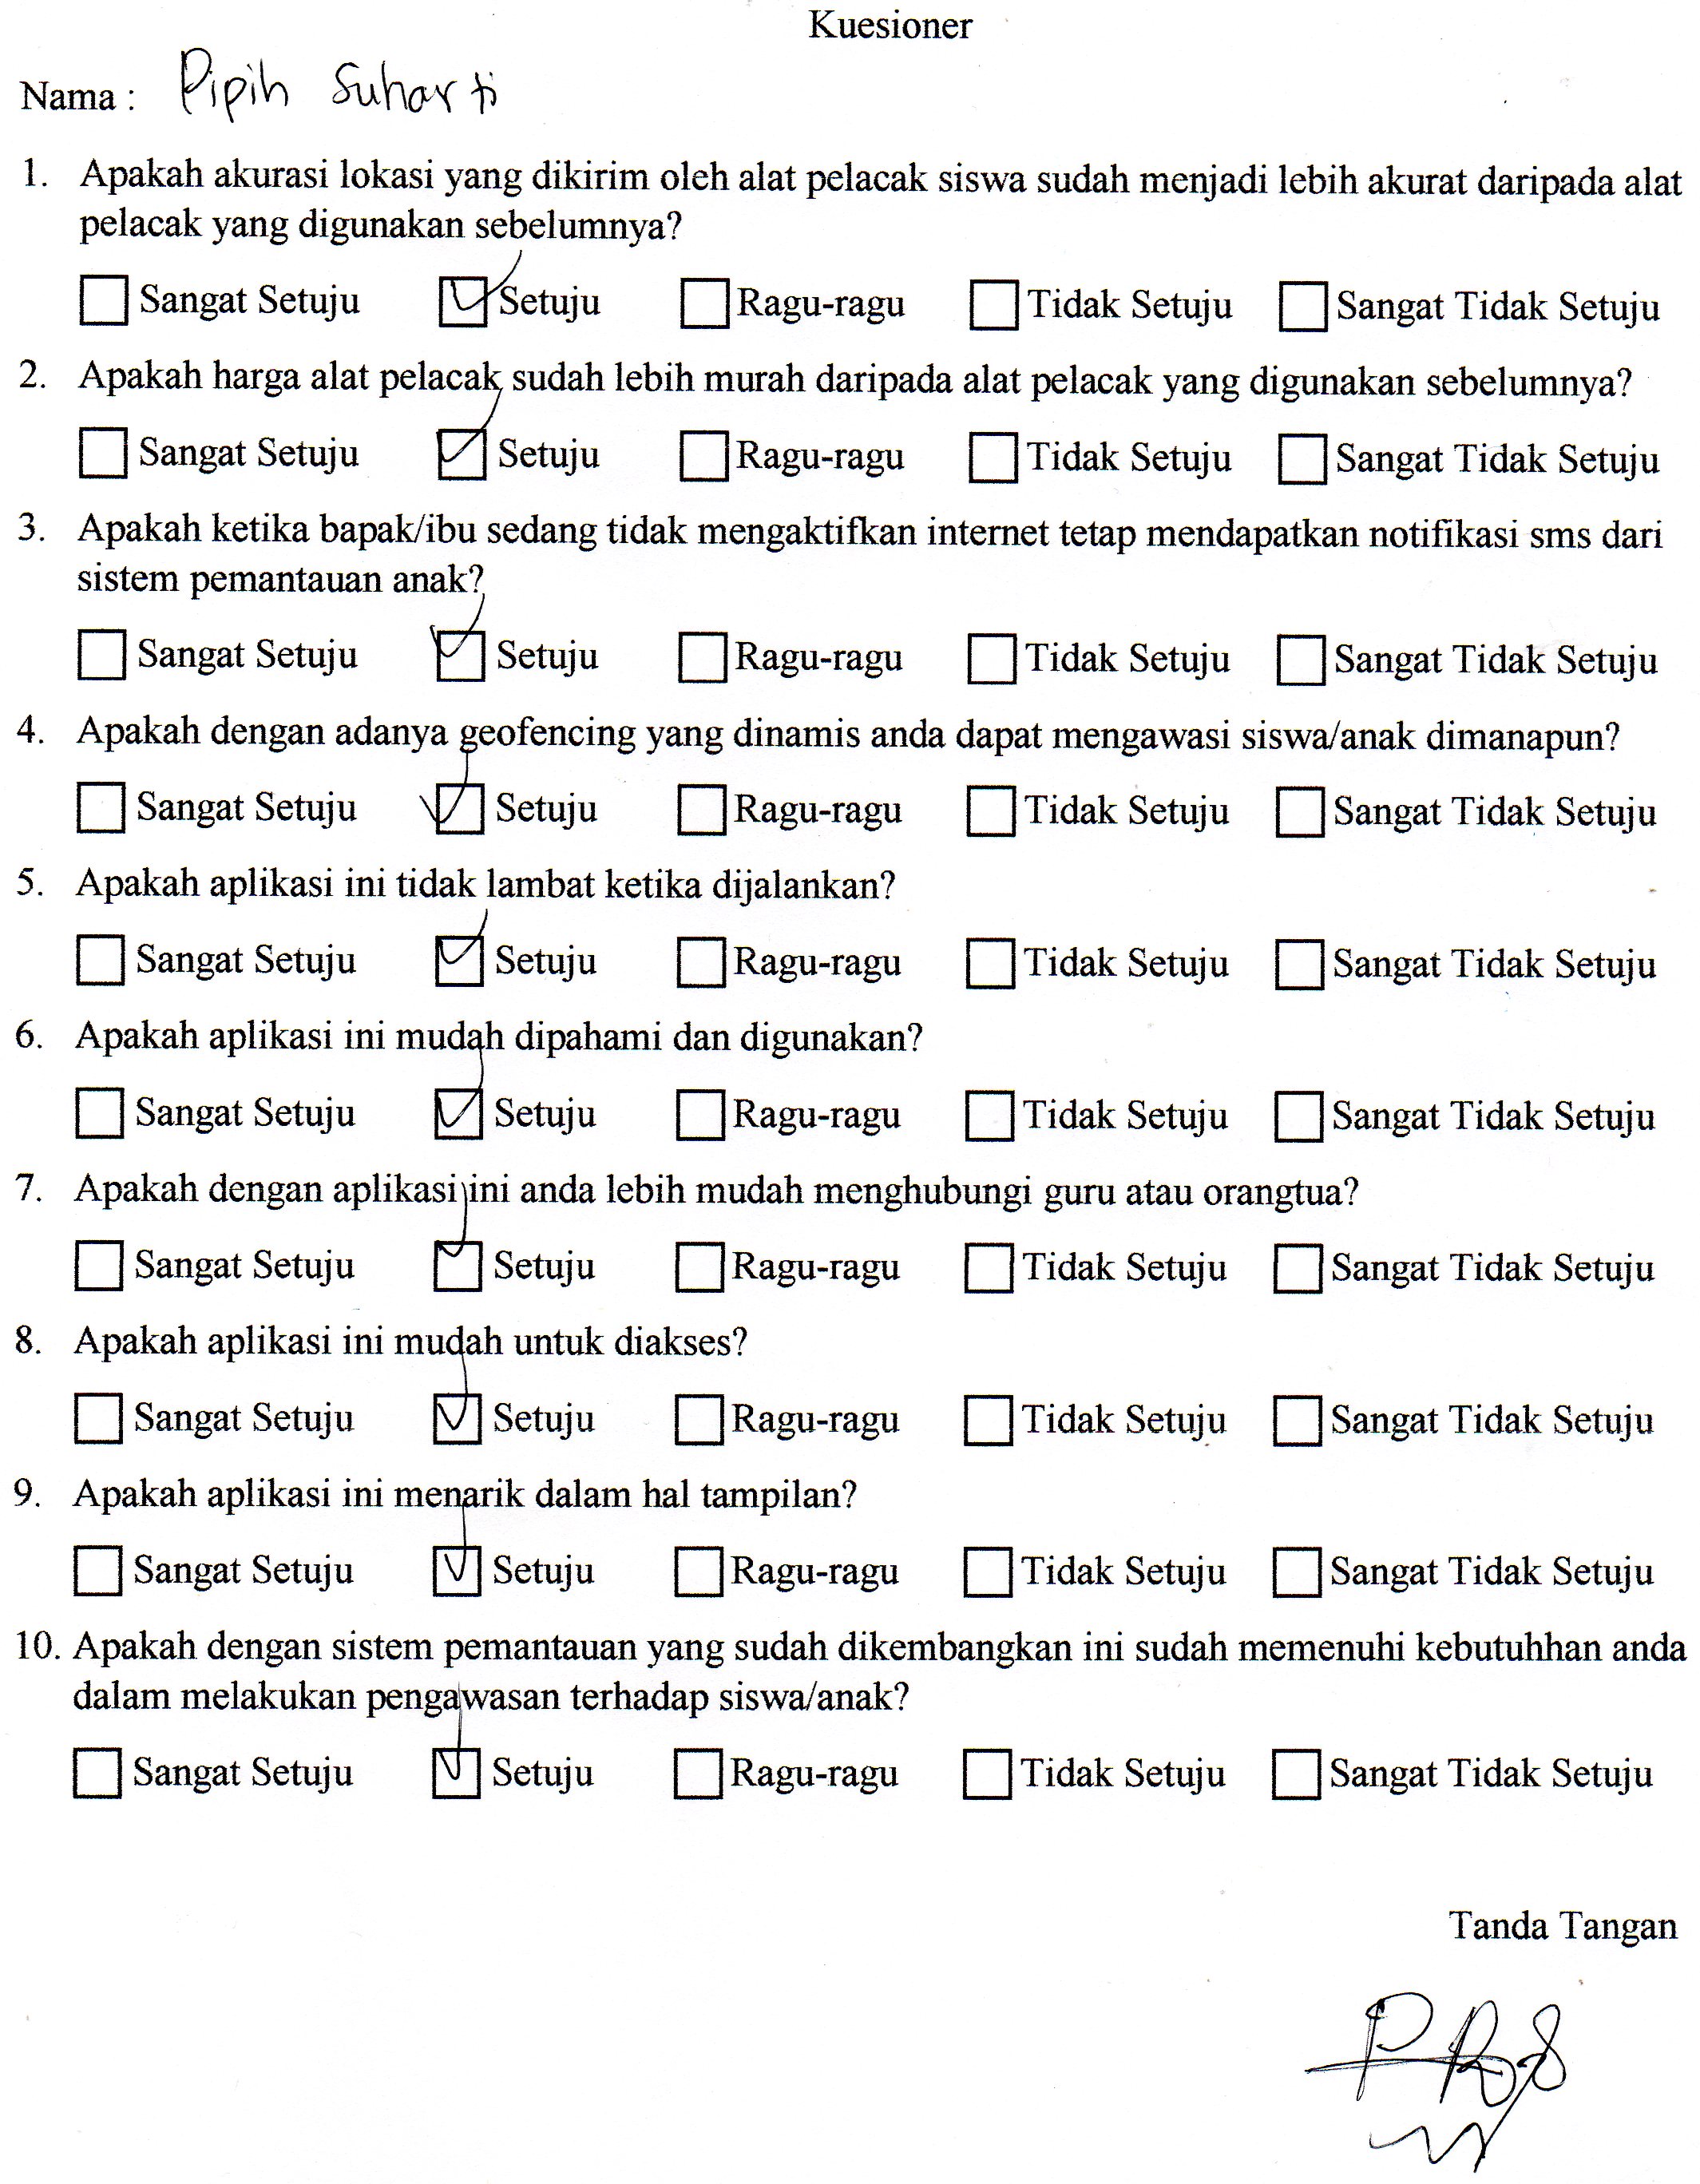 Kuesioner
Nama : Pipih Suharti
1. Apakah akurasi lokasi yang dikirim oleh alat pelacak siswa sudah menjadi lebih akurat daripada alat
pelacak yang digunakan sebelumnya?
Sangat Setuju Setuju Ragu-ragu Tidak Setuju Sangat Tidak Setuju
2. Apakah harga alat pelacak sudah lebih murah daripada alat pelacak yang digunakan sebelumnya?
Sangat Setuju Setuju Ragu-ragu Tidak Setuju Sangat Tidak Setuju
3. Apakah ketika bapak/ibu sedang tidak mengaktifkan internet tetap mendapatkan notifikasi sms dari
sistem pemantauan anak?
Sangat Setuju Setuju Ragu-ragu Tidak Setuju Sangat Tidak Setuju
4. Apakah dengan adanya geofencing yang dinamis anda dapat mengawasi siswa/anak dimanapun?
Sangat Setuju Setuju Ragu-ragu Tidak Setuju Sangat Tidak Setuju
5. Apakah aplikasi ini tidak lambat ketika dijalankan?
Sangat Setuju Setuju Ragu-ragu Tidak Setuju Sangat Tidak Setuju
6. Apakah aplikasi ini mudah dipahami dan digunakan?
Sangat Setuju Setuju Ragu-ragu Tidak Setuju Sangat Tidak Setuju
7. Apakah dengan aplikasi ini anda lebih mudah menghubungi guru atau orangtua?
Sangat Setuju Setuju Ragu-ragu Tidak Setuju Sangat Tidak Setuju
8. Apakah aplikasi ini mudah untuk diakses?
Sangat Setuju Setuju Ragu-ragu Tidak Setuju Sangat Tidak Setuju
9. Apakah aplikasi ini menarik dalam hal tampilan?
Sangat Setuju Setuju Ragu-ragu Tidak Setuju Sangat Tidak Setuju
10. Apakah dengan sistem pemantauan yang sudah dikembangkan ini sudah memenuhi kebutuhhan anda
dalam melakukan pengawasan terhadap siswa/anak?
Sangat Setuju Setuju Ragu-ragu Tidak Setuju Sangat Tidak Setuju
Tanda Tangan